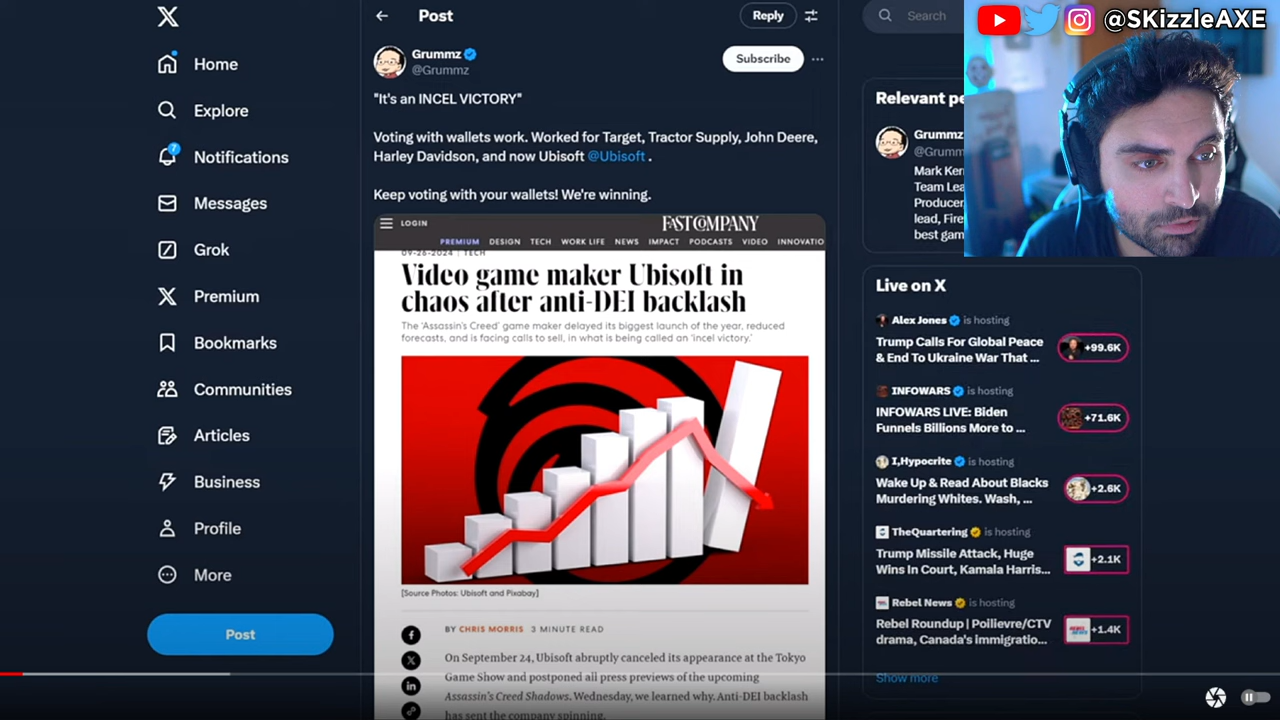 @SKizzleAXE
Post
Reply
Search
Home
Explore
7
Notifications
Messages
Grok
Premium
Bookmarks
Communities
Articles
Business
Profile
More
Post
Grummz
@Grummz
Subscribe
"It's an INCEL VICTORY"
Voting with wallets work. Worked for Target, Tractor Supply, John Deere,
Harley Davidson, and now Ubisoft @Ubisoft .
Keep voting with your wallets! We're winning.
LOGIN
FAST COMPANY
PREMIUM DESIGN TECH WORK LIFE NEWS IMPACT PODCASTS VIDEO INNOVATIO
09-26-2024 | TECH
Video game maker Ubisoft in
chaos after anti-DEI backlash
The 'Assassin's Creed' game maker delayed its biggest launch of the year, reduced
forecasts, and is facing calls to sell, in what is being called an 'incel victory.'
[Source Photos: Ubisoft and Pixabay]
BY CHRIS MORRIS 3 MINUTE READ
On September 24, Ubisoft abruptly canceled its appearance at the Tokyo
Game Show and postponed all press previews of the upcoming
Assassin's Creed Shadows. Wednesday, we learned why. Anti-DEI backlash
has sent the company spinning.
Relevant pe
Grummz
@Grumm
Mark Ker
Team Lea
Producer
lead, Fire
best gam
Live on X
Alex Jones is hosting
Trump Calls For Global Peace
& End To Ukraine War That ...
+99.6K
INFOWARS is hosting
INFOWARS LIVE: Biden
Funnels Billions More to ...
+71.6K
I,Hypocrite is hosting
Wake Up & Read About Blacks
Murdering Whites. Wash, ...
+2.6K
TheQuartering is hosting
Trump Missile Attack, Huge
Wins In Court, Kamala Harris...
+2.1K
Rebel News is hosting
Rebel Roundup | Poilievre/CTV
drama, Canada's immigratio...
+1.4K
Show more